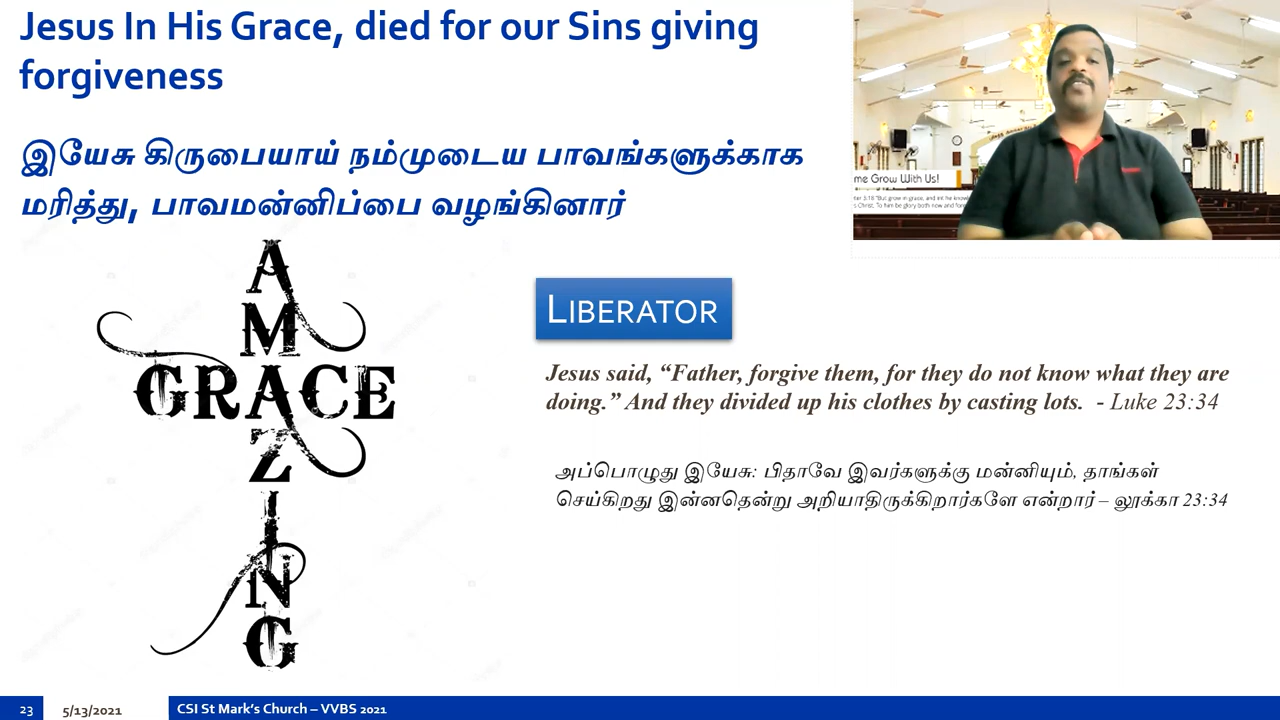 Jesus In His Grace, died for our Sins giving
forgiveness
இயேசு கிருபையாய் நம்முடைய பாவங்களுக்காக
மரித்து, பாவமன்னிப்பை வழங்கினார்
me Grow With Us!
AMAZING
GRACE
LIBERATOR
Jesus said, “Father, forgive them, for they do not know what they are
doing.” And they divided up his clothes by casting lots. - Luke 23:34
அப்பொழுது இயேசு: பிதாவே இவர்களுக்கு மன்னியும், தாங்கள்
செய்கிறது இன்னதென்று அறியாதிருக்கிறார்களே என்றார் – லூக்கா 23:34
23
5/13/2021
CSI St Mark’s Church – VVBS 2021